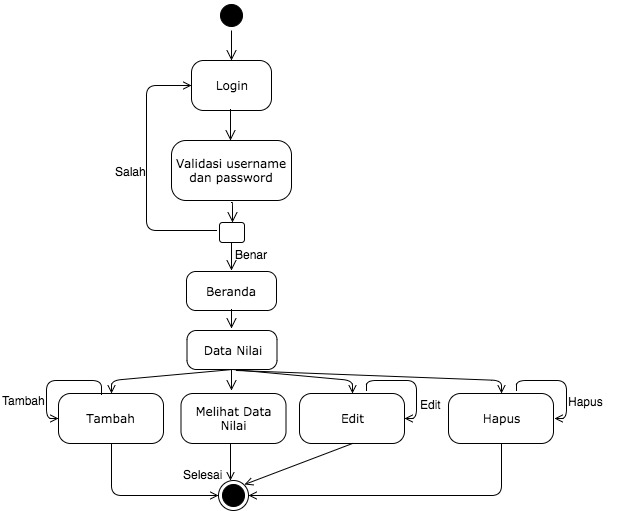 Login
Validasi username
dan password
Salah
Benar
Beranda
Data Nilai
Tambah
Tambah
Melihat Data
Nilai
Edit
Edit
Hapus
Hapus
Selesai